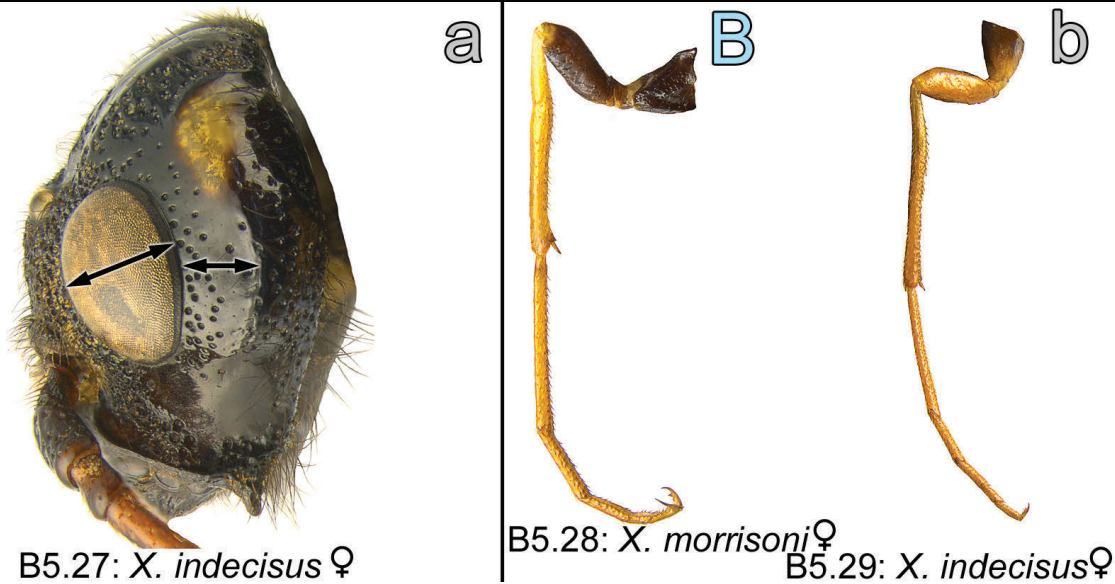 a
B
b
B5.27: X. indecisus ♀
B5.28: X. morrisoni ♀
B5.29: X. indecisus ♀